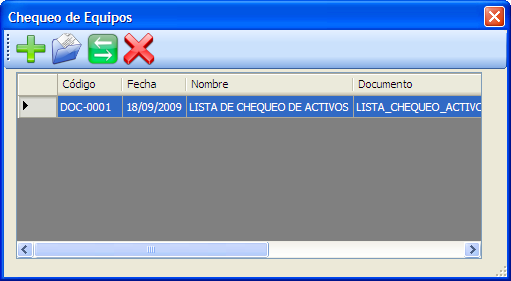 Chequeo de Equipos
Código Fecha Nombre Documento
DOC-0001 18/09/2009 LISTA DE CHEQUEO DE ACTIVOS LISTA_CHEQUEO_ACTIVO